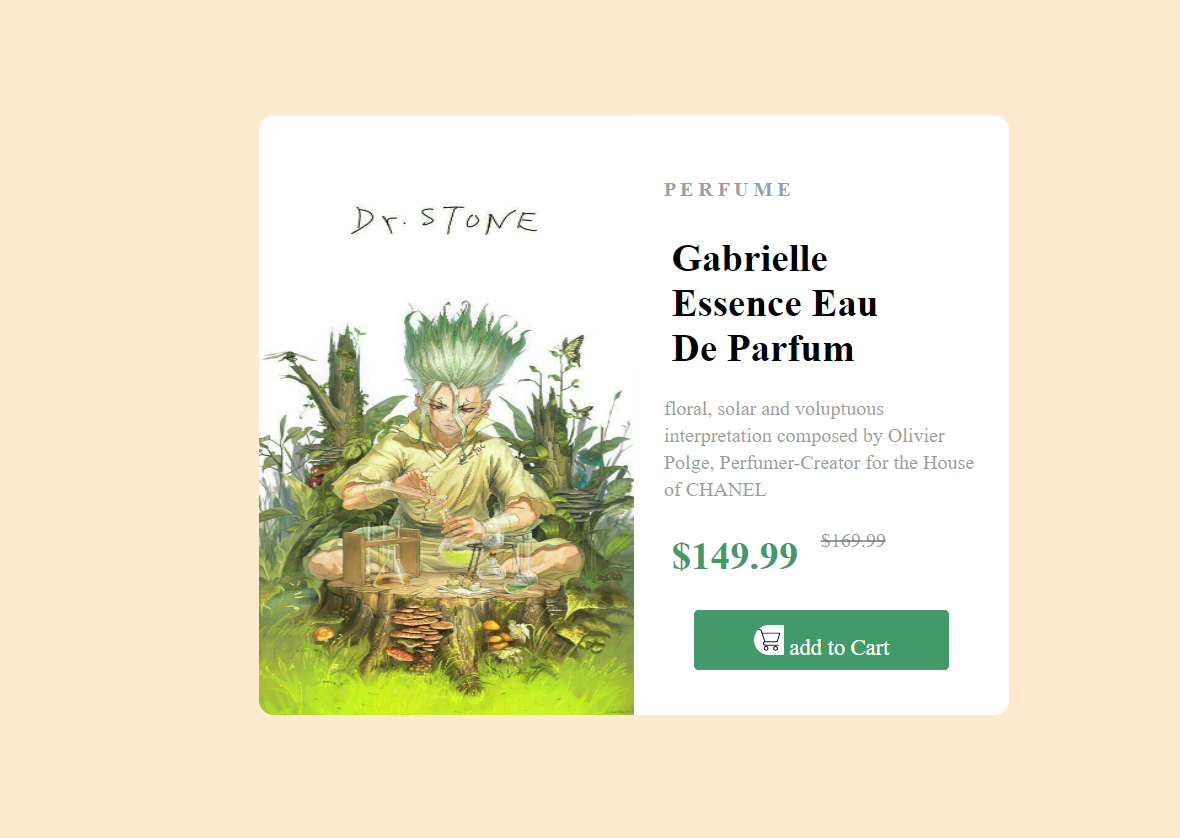 Dr. STONE
PERFUME
Gabrielle
Essence Eau
De Parfum
floral, solar and voluptuous
interpretation composed by Olivier
Polge, Perfumer-Creator for the House
of CHANEL
$149.99 $169.99
add to Cart